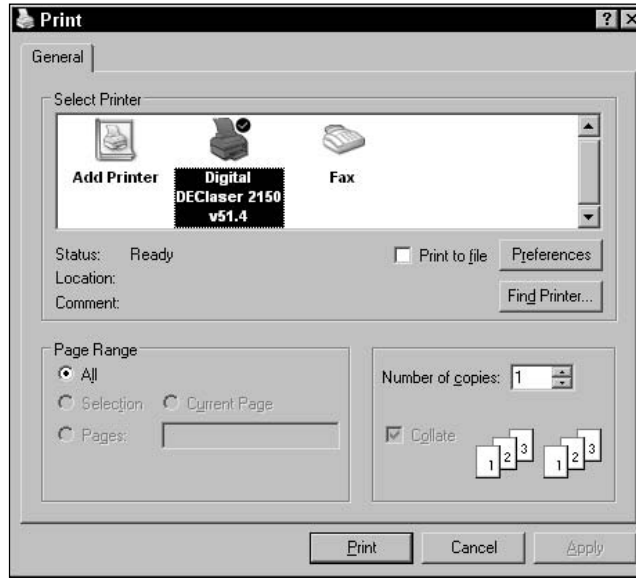 Print
General
Select Printer
Add Printer
Digital
DEClaser 2150
v51.4
Fax
Status: Ready
Print to file
Preferences
Location:
Comment:
Find Printer...
Page Range
All
Selection
Current Page
Pages:
Number of copies: 1
Collate
1 2 3 1 2 3
Print
Cancel
Apply